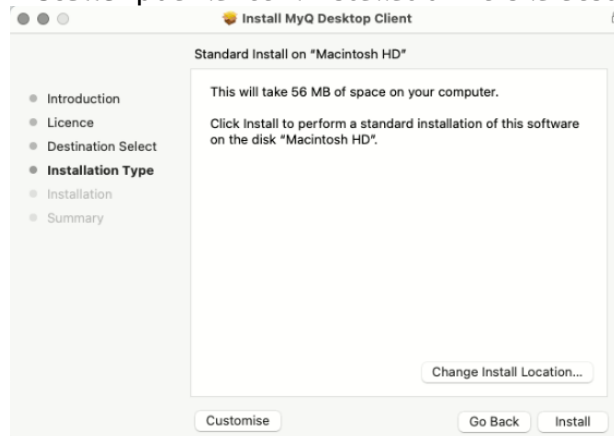 Install MyQ Desktop Client
Standard Install on “Macintosh HD”
Introduction
Licence
Destination Select
Installation Type
Installation
Summary
This will take 56 MB of space on your computer.
Click Install to perform a standard installation of this software
on the disk “Macintosh HD”.
Change Install Location...
Customise
Go Back
Install